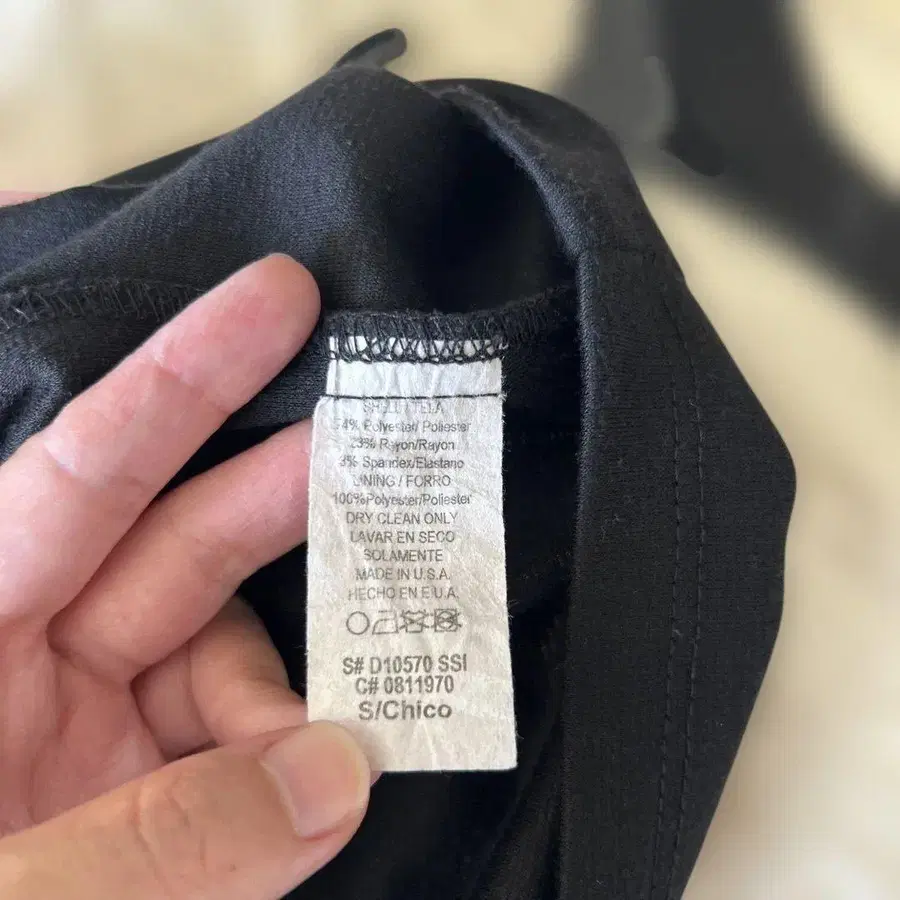 SHELL / TELA
74% Polyester/ Poliester
23% Rayon/Rayon
3% Spandex/Elastano
LINING / FORRO
100%Polyester/Poliester
DRY CLEAN ONLY
LAVAR EN SECO
SOLAMENTE
MADE IN U.S.A.
HECHO EN E.U.A.
S# D10570 SSI
C# 0811970
S/Chico